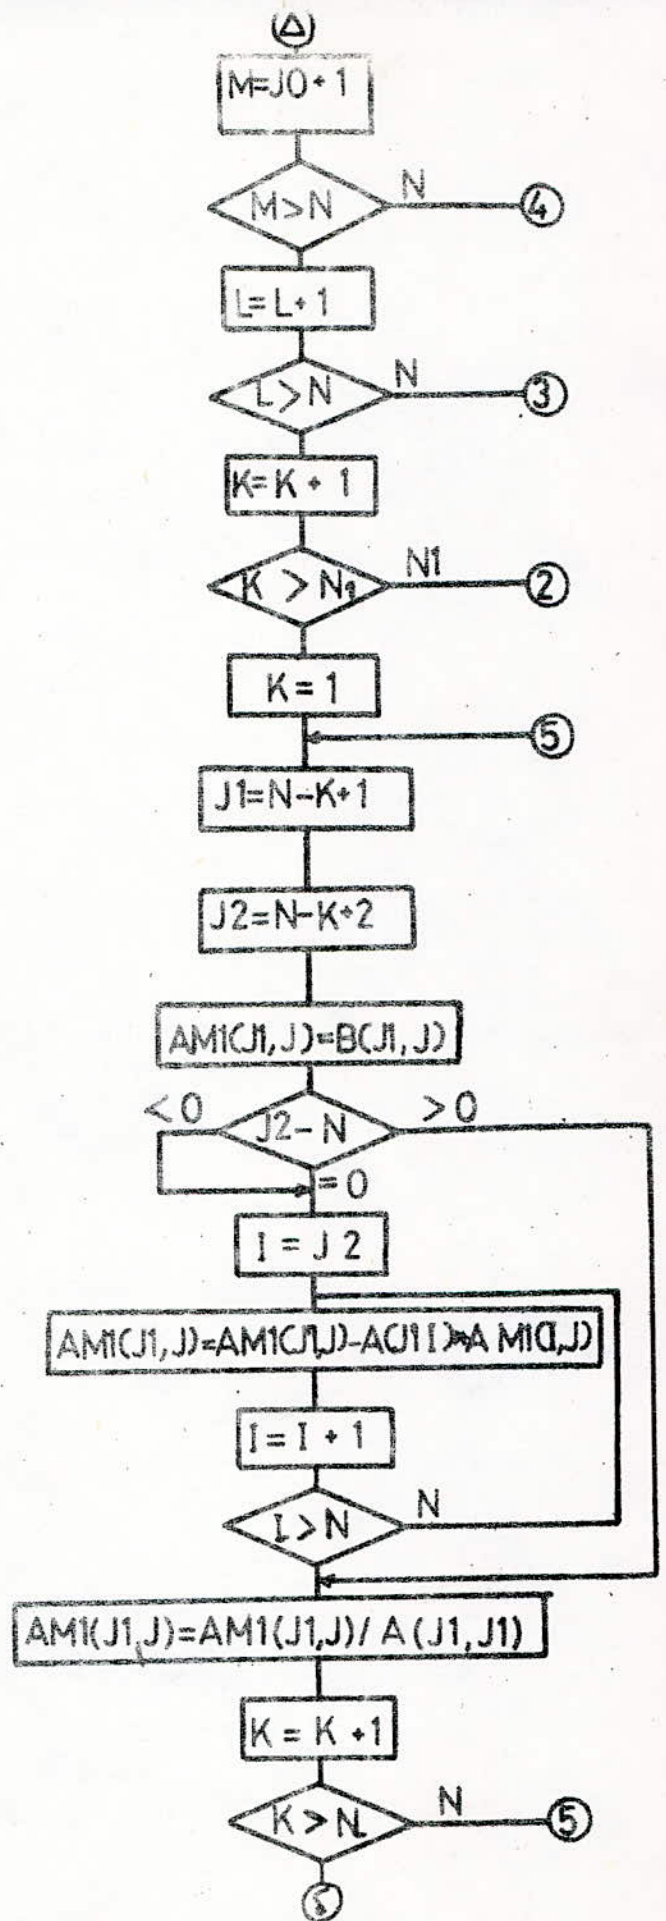 M=J0+1
M>N N 4
L=L+1
L>N N 3
K=K+1
K>N1 N1 2
K=1
5
J1=N-K+1
J2=N-K+2
AM1(J1,J)=B(J1,J)
<0 J2-N >0
=0
I=J2
AM1(J1,J)=AM1(J1,J)-A(J1 I)*A M1(I,J)
I=I+1
I>N N
AM1(J1,J)=AM1(J1,J)/A(J1,J1)
K=K+1
K>N N 5